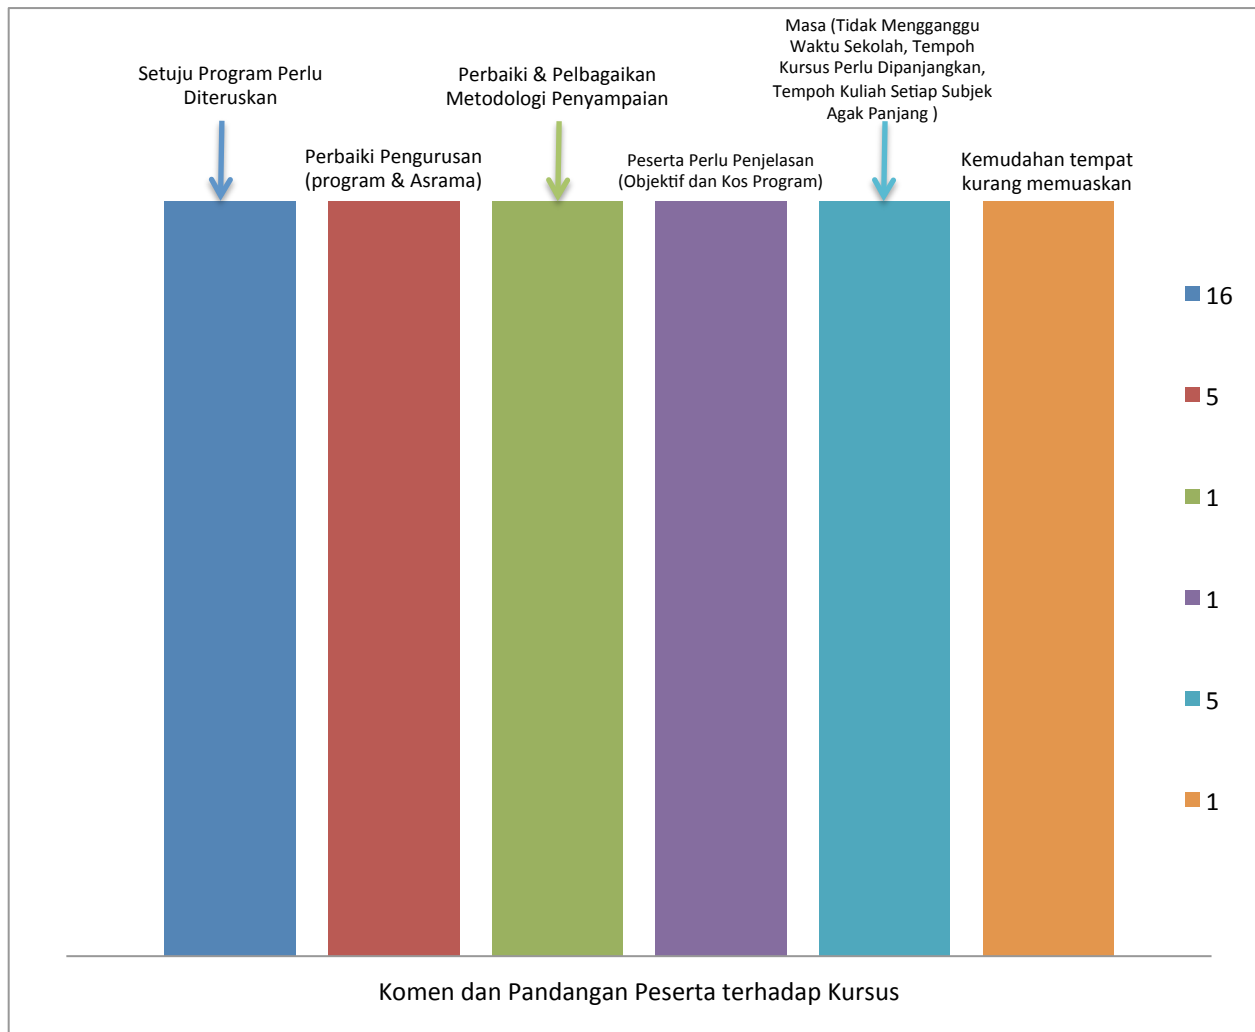 Setuju Program Perlu
Diteruskan
Perbaiki Pengurusan
(program & Asrama)
Perbaiki & Pelbagaikan
Metodologi Penyampaian
Peserta Perlu Penjelasan
(Objektif dan Kos Program)
Masa (Tidak Mengganggu
Waktu Sekolah, Tempoh
Kursus Perlu Dipanjangkan,
Tempoh Kuliah Setiap Subjek
Agak Panjang )
Kemudahan tempat
kurang memuaskan
16
5
1
1
5
1
Komen dan Pandangan Peserta terhadap Kursus